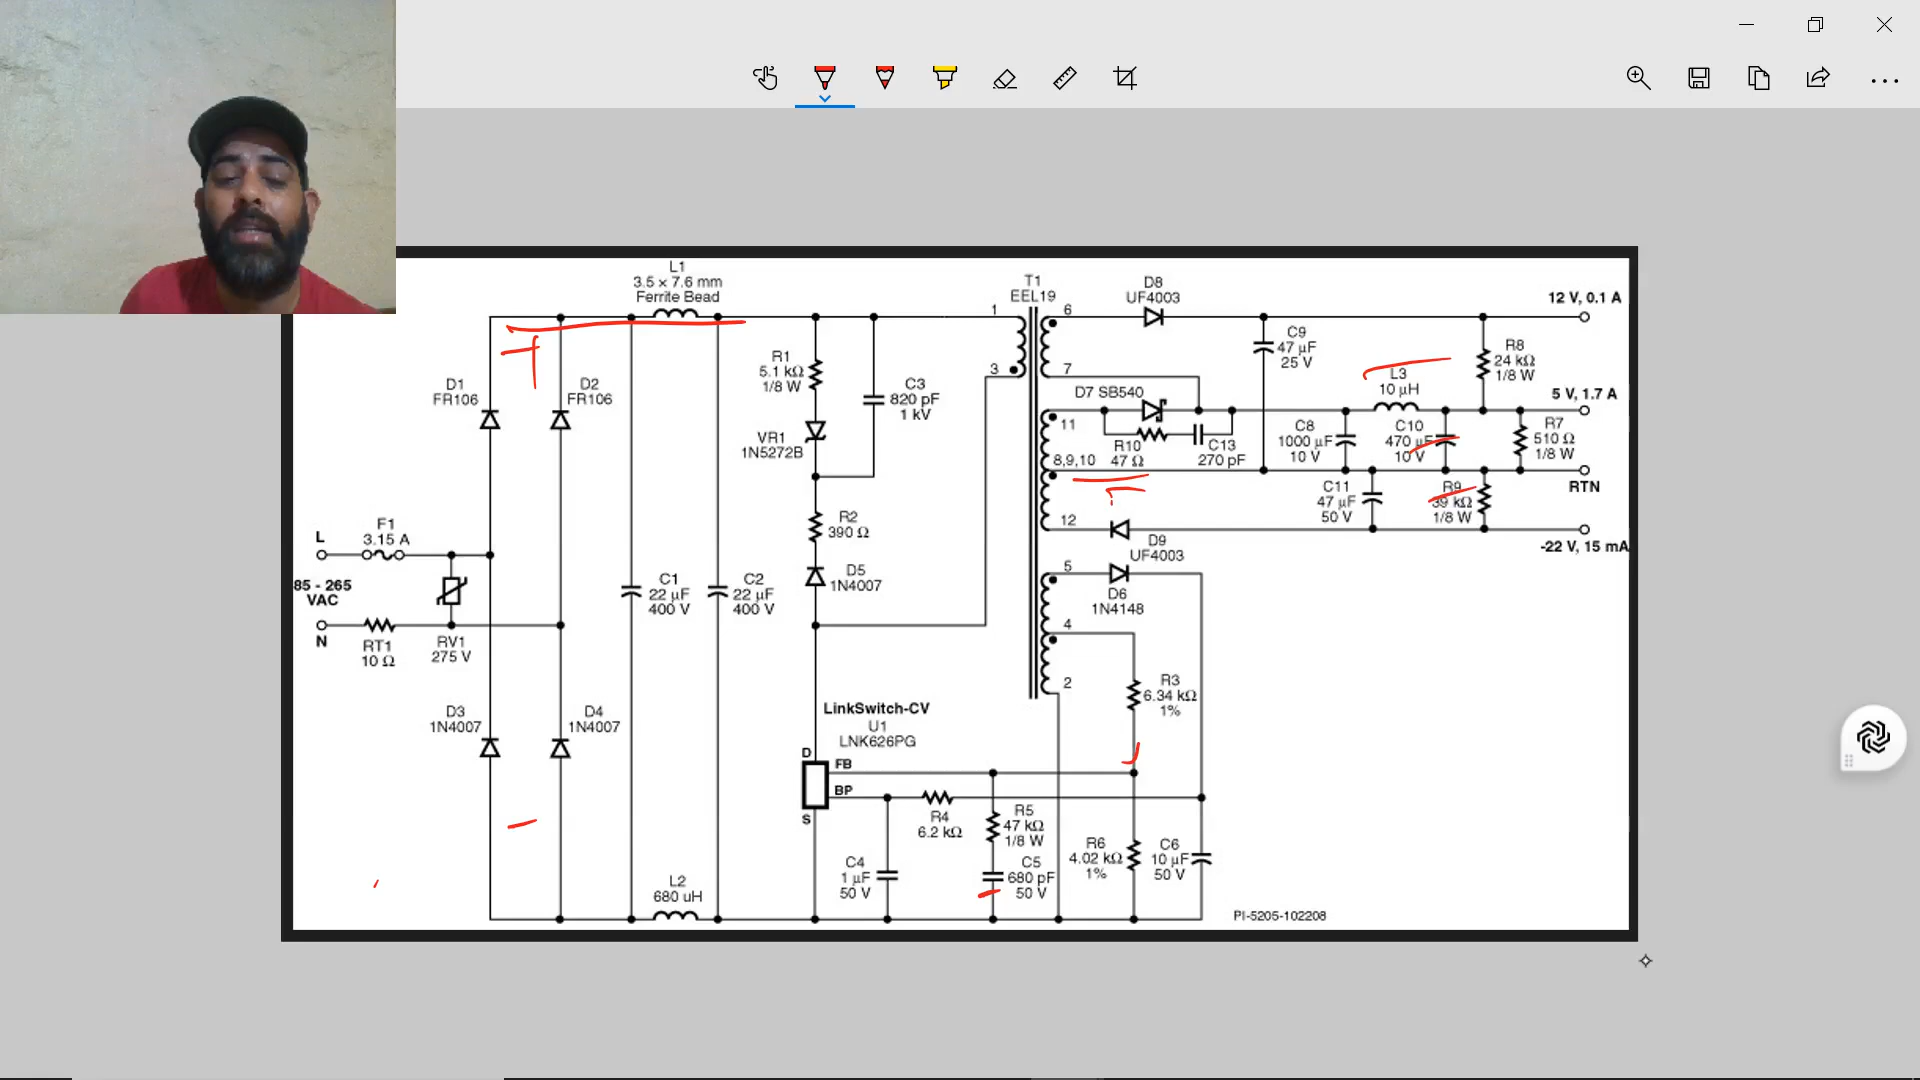 L1
3.5 × 7.6 mm
Ferrite Bead
T1
EEL19
D8
UF4003
12 V, 0.1 A
1
6
C9
47 µF
25 V
R8
24 kΩ
1/8 W
R1
5.1 kΩ
1/8 W
3
7
L3
10 µH
D1
FR106
D2
FR106
C3
820 pF
1 kV
D7 SB540
5 V, 1.7 A
11
R10
47 Ω
C13
270 pF
C8
1000 µF
10 V
C10
470 µF
10 V
R7
510 Ω
1/8 W
VR1
1N5272B
8,9,10
RTN
C11
47 µF
50 V
R9
39 kΩ
1/8 W
R2
390 Ω
12
D9
UF4003
-22 V, 15 mA
L
F1
3.15 A
85 - 265
VAC
N
RT1
10 Ω
RV1
275 V
C1
22 µF
400 V
C2
22 µF
400 V
D5
1N4007
5
D6
1N4148
4
2
R3
6.34 kΩ
1%
D3
1N4007
D4
1N4007
LinkSwitch-CV
U1
LNK626PG
D
FB
BP
S
R4
6.2 kΩ
R5
47 kΩ
1/8 W
R6
4.02 kΩ
1%
C6
10 µF
50 V
C4
1 µF
50 V
C5
680 pF
50 V
L2
680 uH
PI-5205-102208